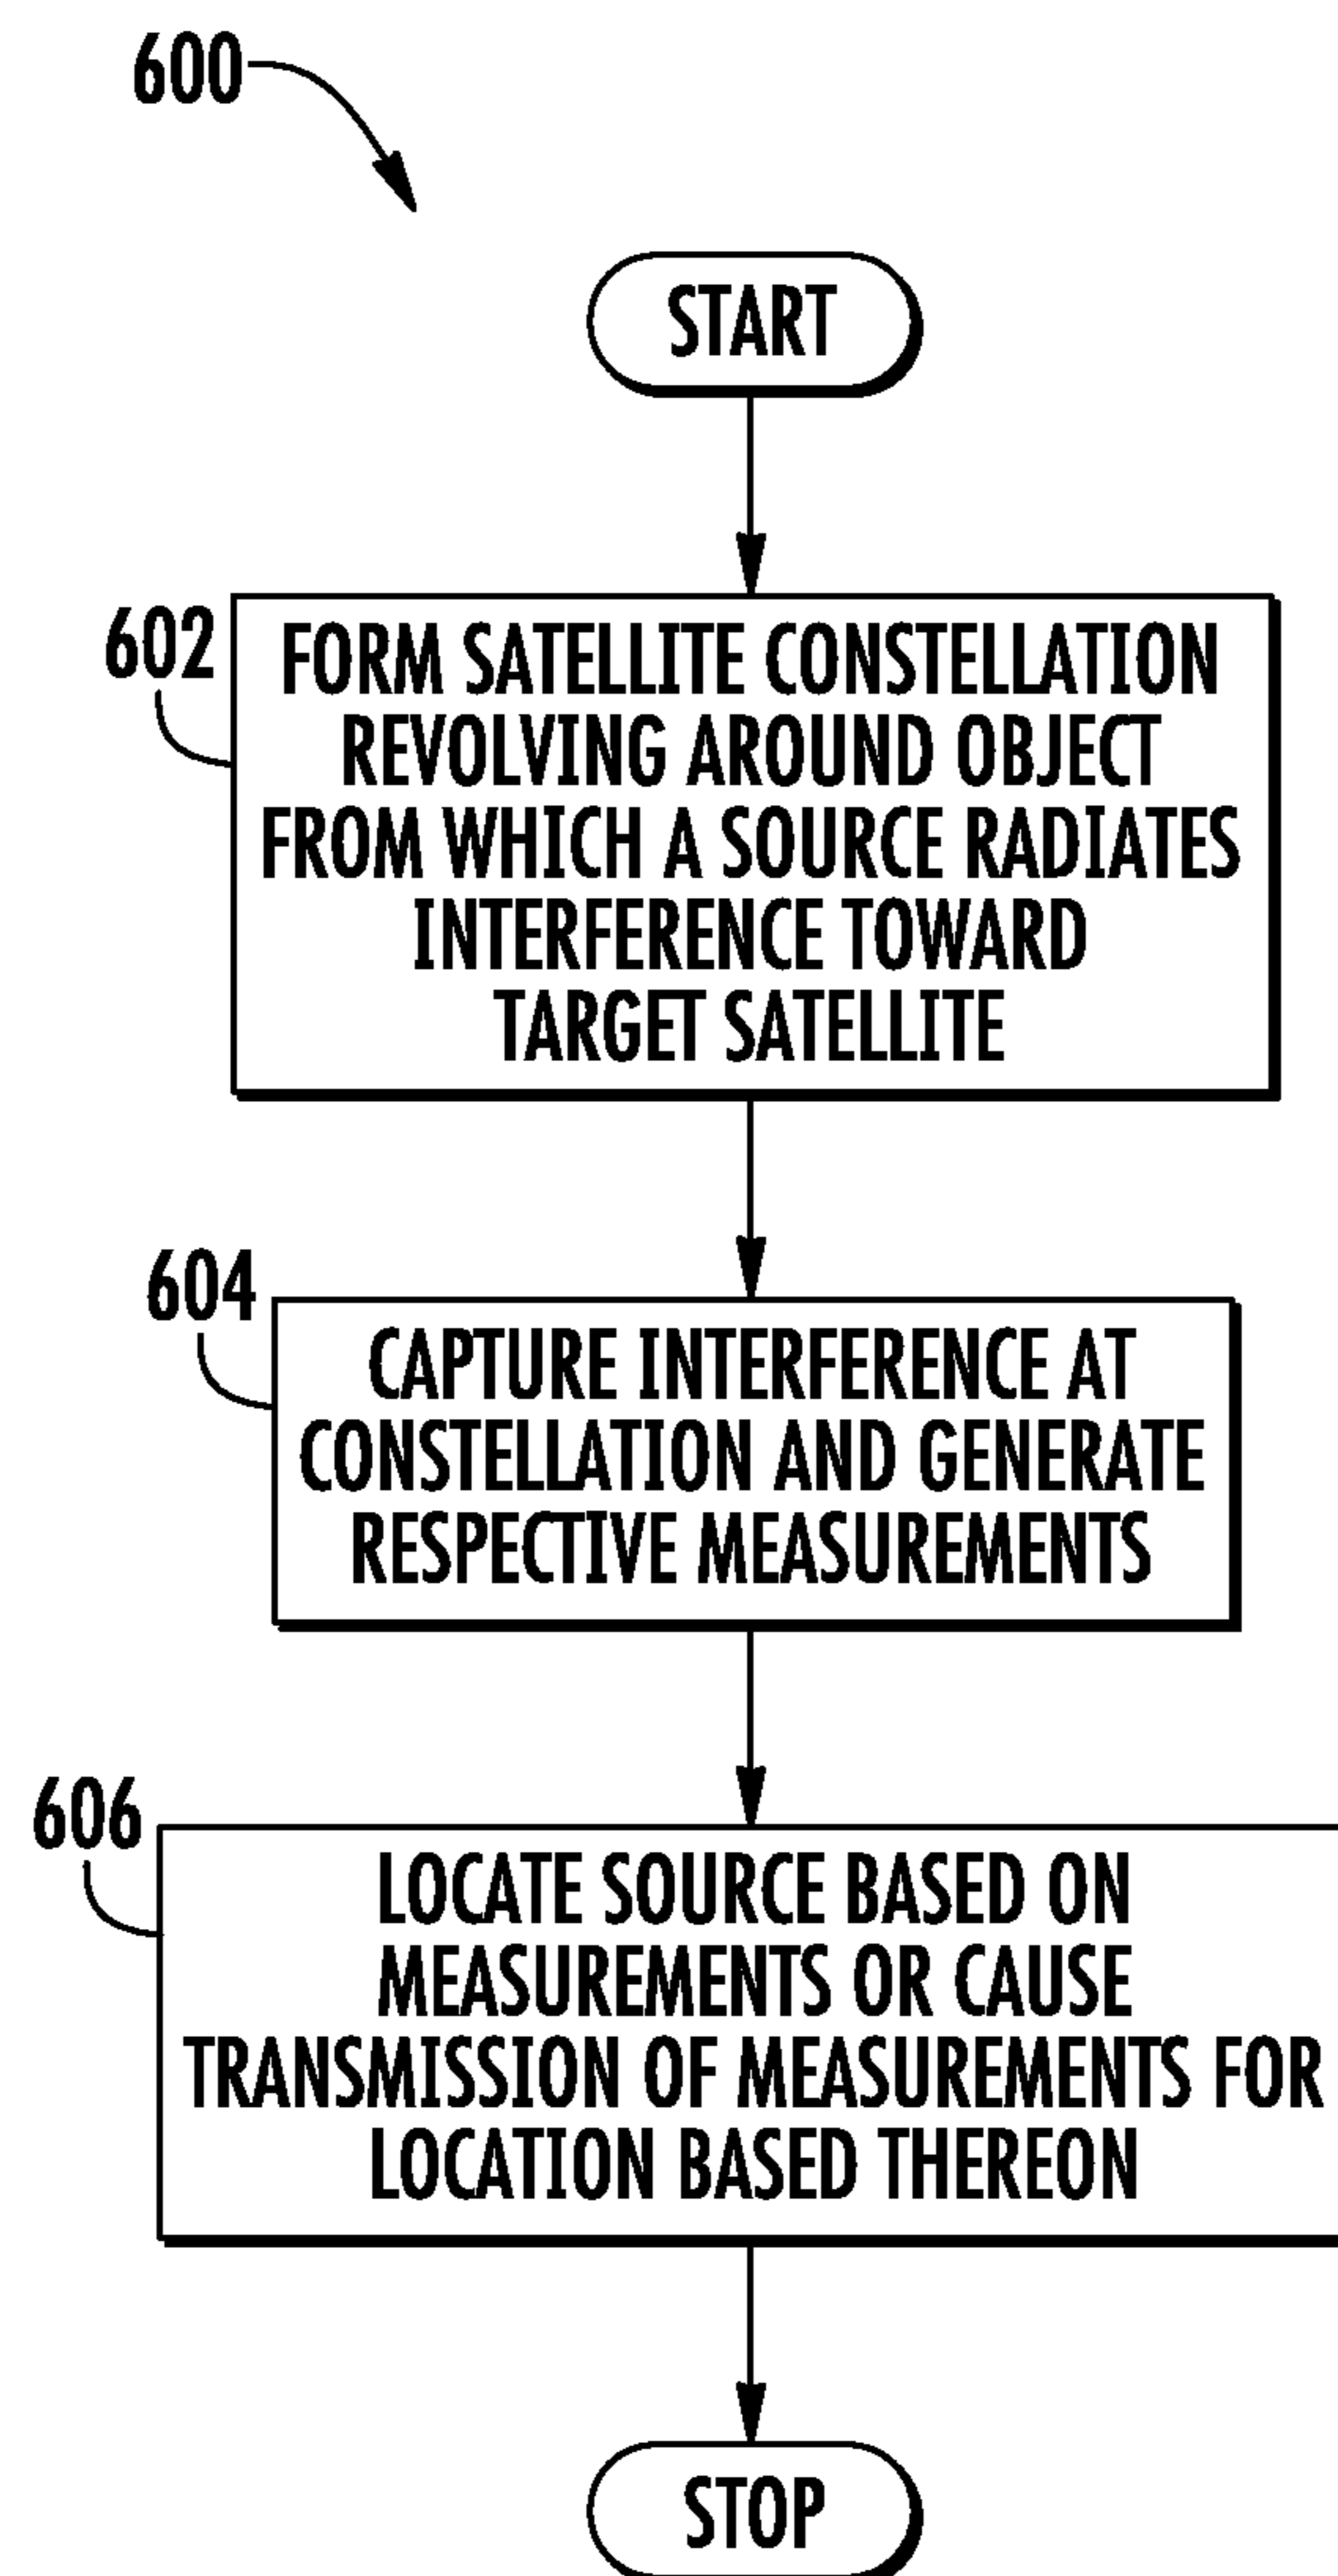 600
START
602
FORM SATELLITE CONSTELLATION
REVOLVING AROUND OBJECT
FROM WHICH A SOURCE RADIATES
INTERFERENCE TOWARD
TARGET SATELLITE
604
CAPTURE INTERFERENCE AT
CONSTELLATION AND GENERATE
RESPECTIVE MEASUREMENTS
606
LOCATE SOURCE BASED ON
MEASUREMENTS OR CAUSE
TRANSMISSION OF MEASUREMENTS FOR
LOCATION BASED THEREON
STOP